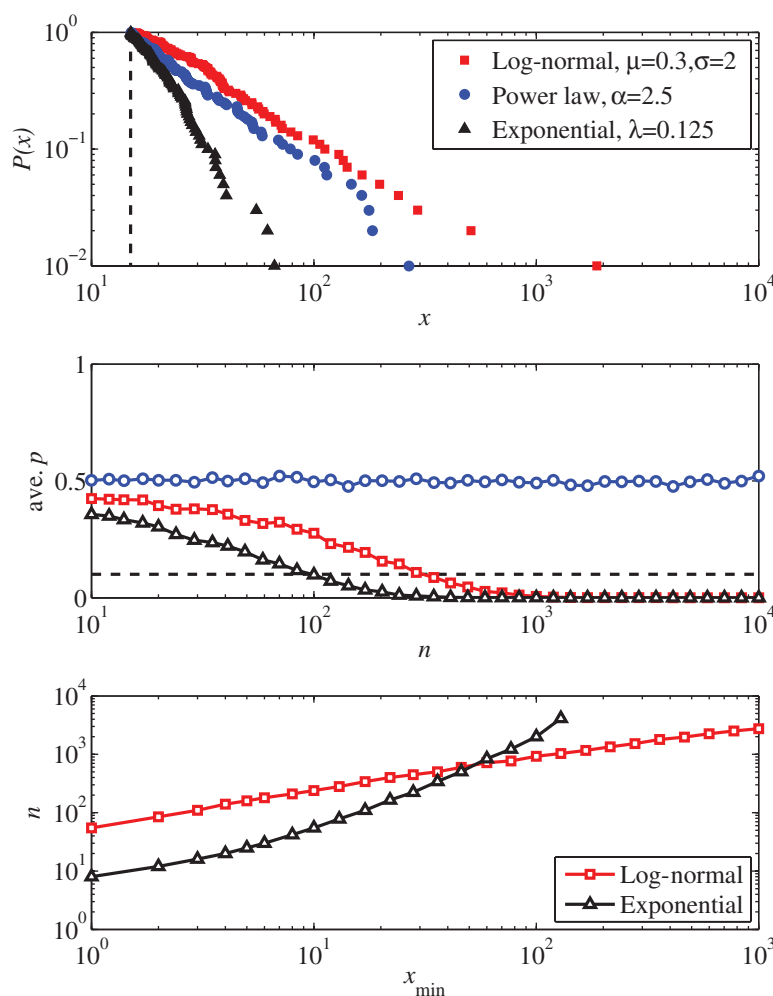 10^0
10^-1
10^-2
P(x)
Log-normal, μ=0.3,σ=2
Power law, α=2.5
Exponential, λ=0.125
10^1 10^2 10^3 10^4
x
1
0.5
0
ave. p
10^1 10^2 10^3 10^4
n
10^4
10^3
10^2
10^1
10^0
n
Log-normal
Exponential
10^0 10^1 10^2 10^3
x_min